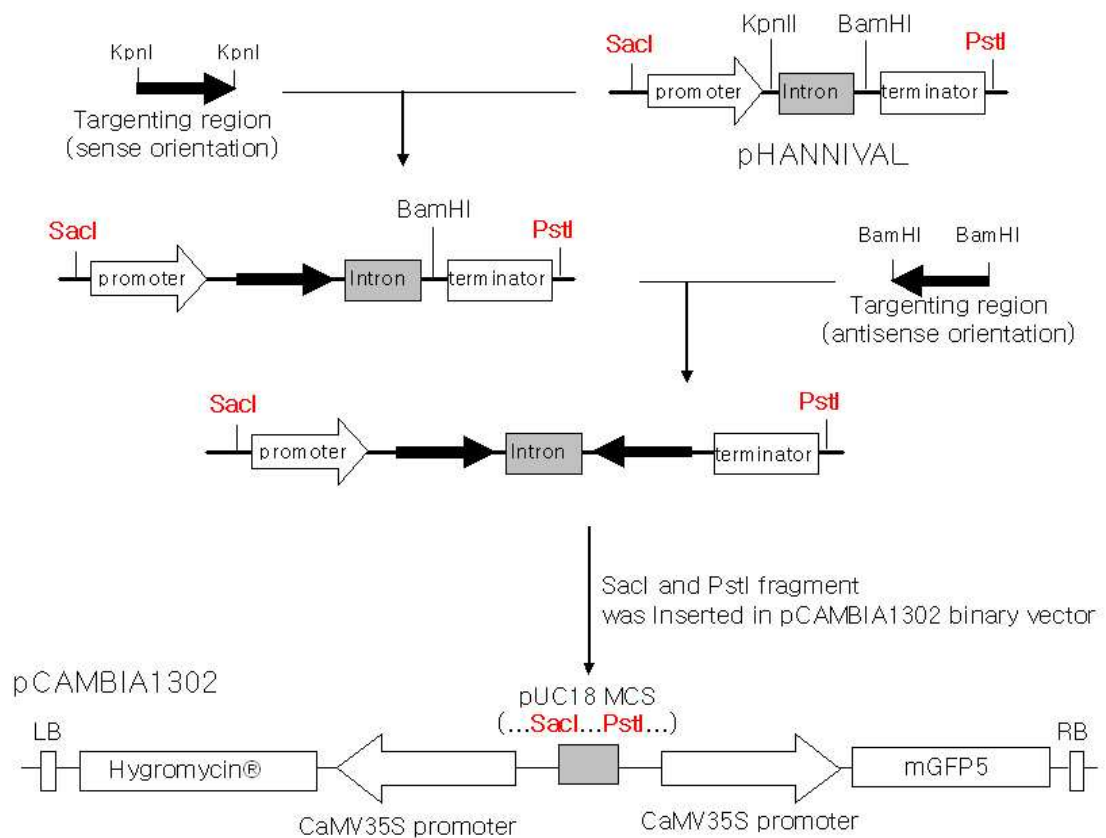 KpnI KpnI
Targenting region
(sense orientation)
SacI KpnII BamHI PstI
promoter Intron terminator
pHANNIVAL
SacI BamHI PstI
promoter Intron terminator
BamHI BamHI
Targenting region
(antisense orientation)
SacI PstI
promoter Intron terminator
SacI and PstI fragment
was Inserted in pCAMBIA1302 binary vector
pCAMBIA1302
pUC18 MCS
(...SacI...PstI...)
LB RB
Hygromycin® mGFP5
CaMV35S promoter CaMV35S promoter